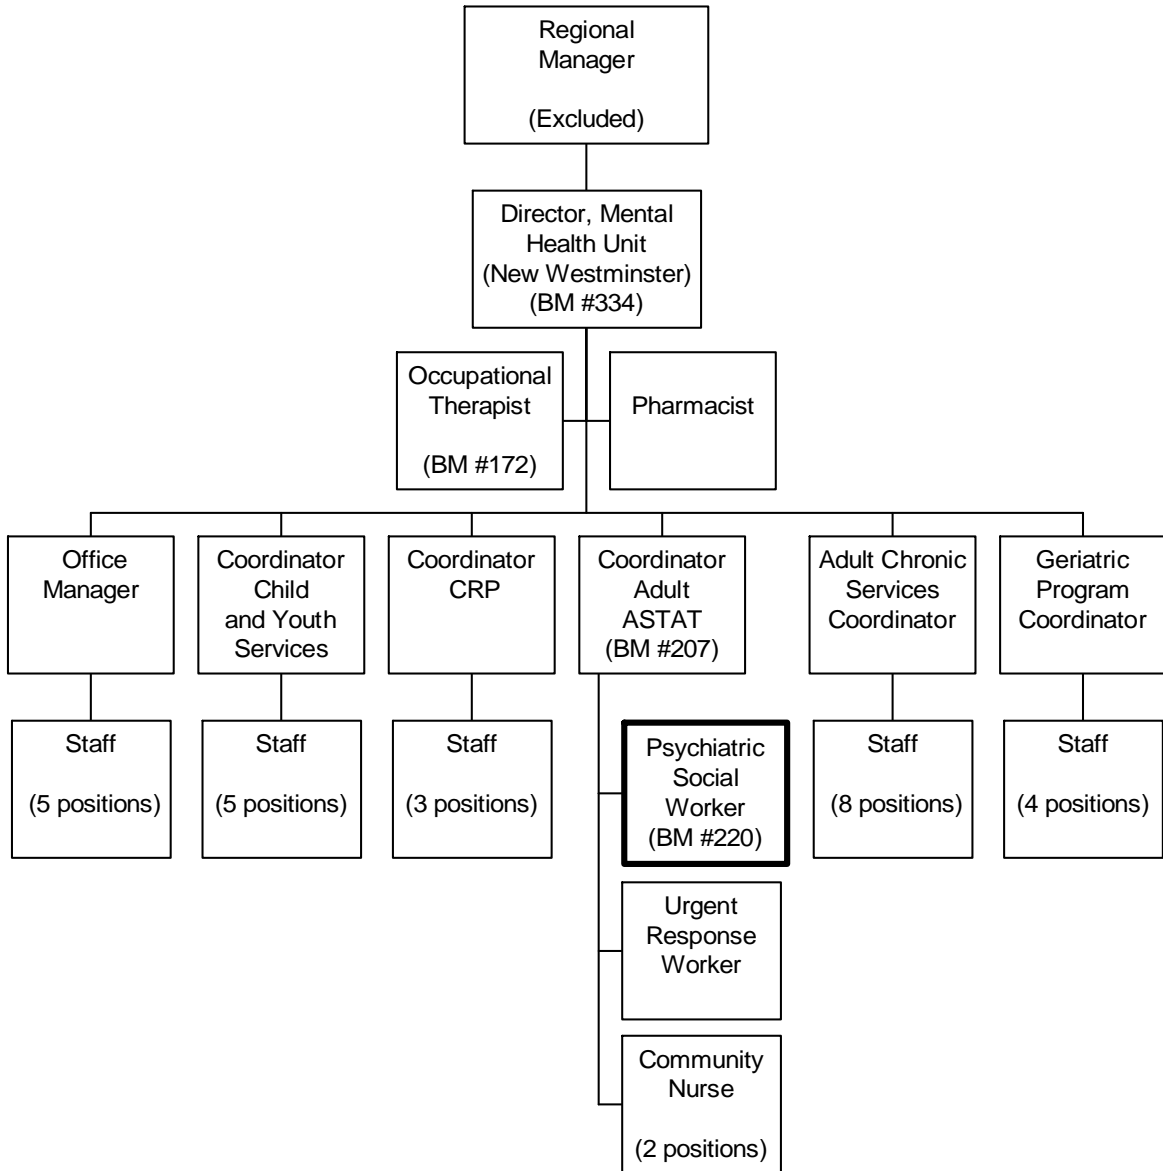 Regional
Manager
(Excluded)
Director, Mental
Health Unit
(New Westminster)
(BM #334)
Occupational
Therapist
(BM #172)
Pharmacist
Office
Manager
Coordinator
Child
and Youth
Services
Coordinator
CRP
Coordinator
Adult
ASTAT
(BM #207)
Adult Chronic
Services
Coordinator
Geriatric
Program
Coordinator
Staff
(5 positions)
Staff
(5 positions)
Staff
(3 positions)
Psychiatric
Social
Worker
(BM #220)
Staff
(8 positions)
Staff
(4 positions)
Urgent
Response
Worker
Community
Nurse
(2 positions)